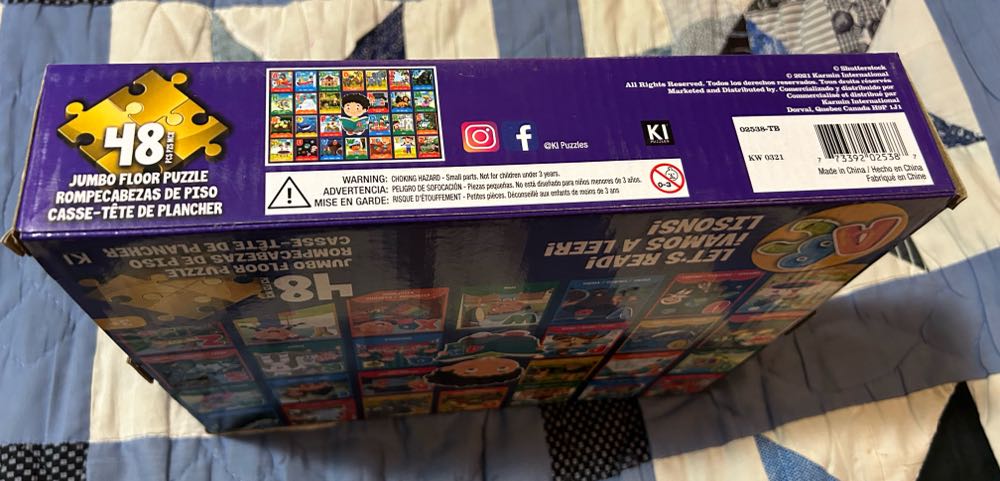 48
PCS PZS MCX
JUMBO FLOOR PUZZLE
ROMPECABEZAS DE PISO
CASSE-TÊTE DE PLANCHER
@KI Puzzles
KI
PUZZLES
© Shutterstock
© 2021 Karmin International
All Rights Reserved. Todos los derechos reservados. Tous droits réservés
Marketed and Distributed by. Comercializado y distribuido por
Commercialisé et distribué par
Karmin International
Dorval, Quebec Canada H9P 1J1
WARNING: CHOKING HAZARD - Small parts. Not for children under 3 years.
ADVERTENCIA: PELIGRO DE SOFOCACIÓN - Piezas pequeñas. No está diseñado para niños menores de 3 años.
MISE EN GARDE: RISQUE D'ÉTOUFFEMENT - Petites pièces. Déconseillé aux enfants de moins de 3 ans
0-3
02538-TB
KW 0321
7 73392 02538 7
Made in China / Hecho en China
Fabriqué en Chine
LET'S READ!
¡VAMOS A LEER!
LISONS!
ABC
48
JUMBO FLOOR PUZZLE
ROMPECABEZAS DE PISO
CASSE-TÊTE DE PLANCHER
KI